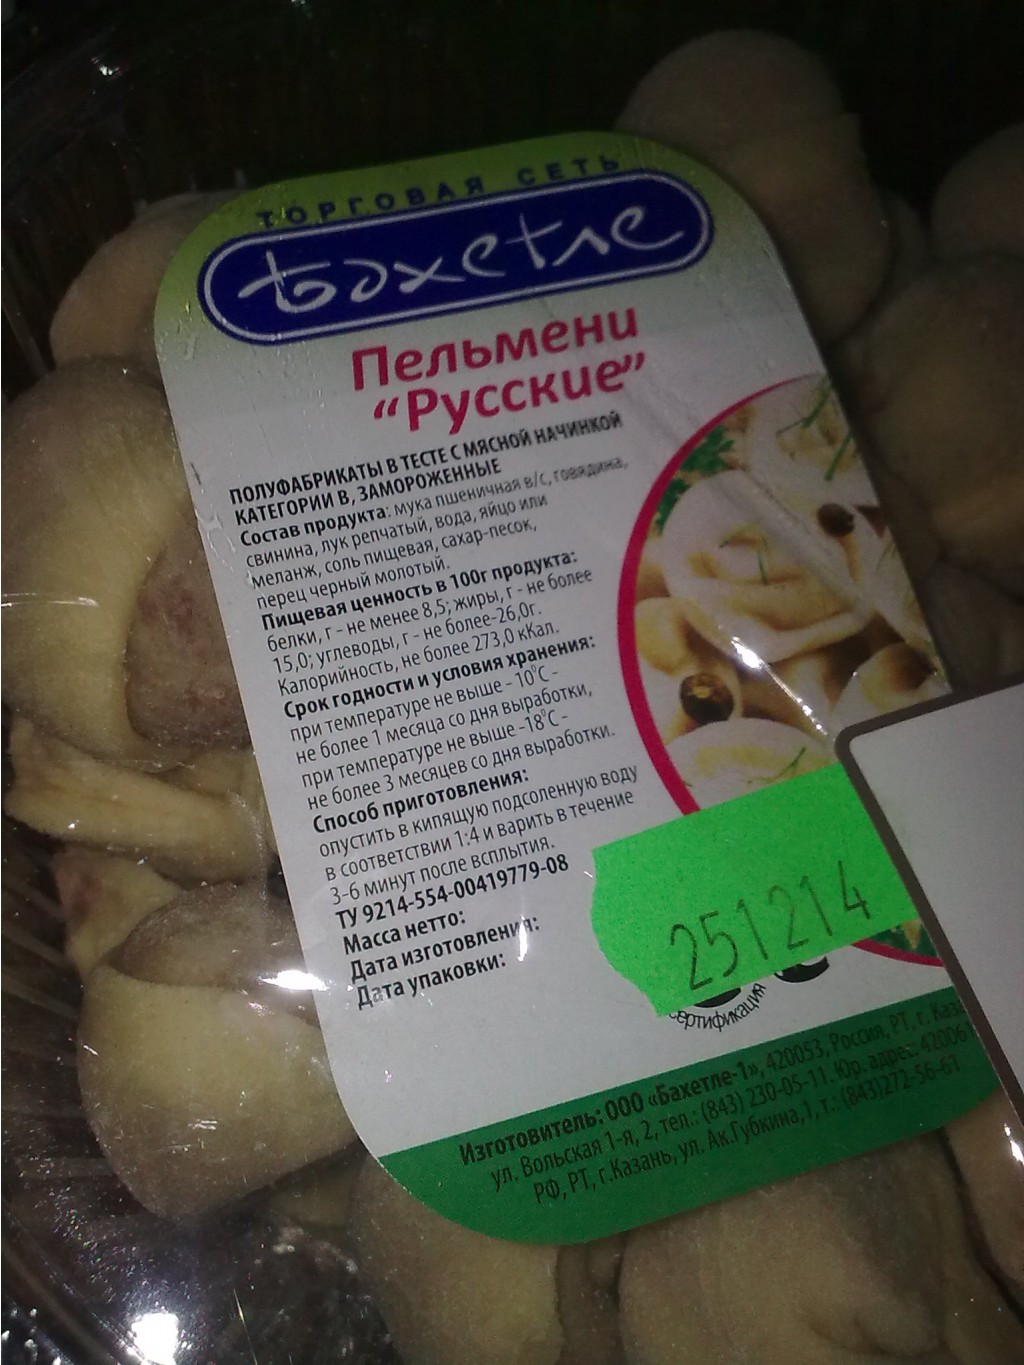 ТОРГОВАЯ СЕТЬ
Бахетле
Пельмени
“Русские”
ПОЛУФАБРИКАТЫ В ТЕСТЕ С МЯСНОЙ НАЧИНКОЙ
КАТЕГОРИИ В, ЗАМОРОЖЕННЫЕ
Состав продукта: мука пшеничная в/с, говядина,
свинина, лук репчатый, вода, яйцо или
меланж, соль пищевая, сахар-песок,
перец черный молотый.
Пищевая ценность в 100г продукта:
белки, г - не менее 8,5; жиры, г - не более
15,0; углеводы, г - не более-26,0г.
Калорийность, не более 273,0 кКал.
Срок годности и условия хранения:
при температуре не выше - 10°С -
не более 1 месяца со дня выработки,
при температуре не выше -18°С -
не более 3 месяцев со дня выработки.
Способ приготовления:
опустить в кипящую подсоленную воду
в соответствии 1:4 и варить в течение
3-6 минут после всплытия.
ТУ 9214-554-00419779-08
Масса нетто:
Дата изготовления:
Дата упаковки:
251214
сертификация
Изготовитель: ООО «Бахетле-1», 420053, Россия, РТ, г. Каза
ул. Вольская 1-я, 2, тел.: (843) 230-05-11. Юр. адрес: 42006
РФ, РТ, г.Казань, ул. Ак.Губкина,1, т.: (843)272-56-61